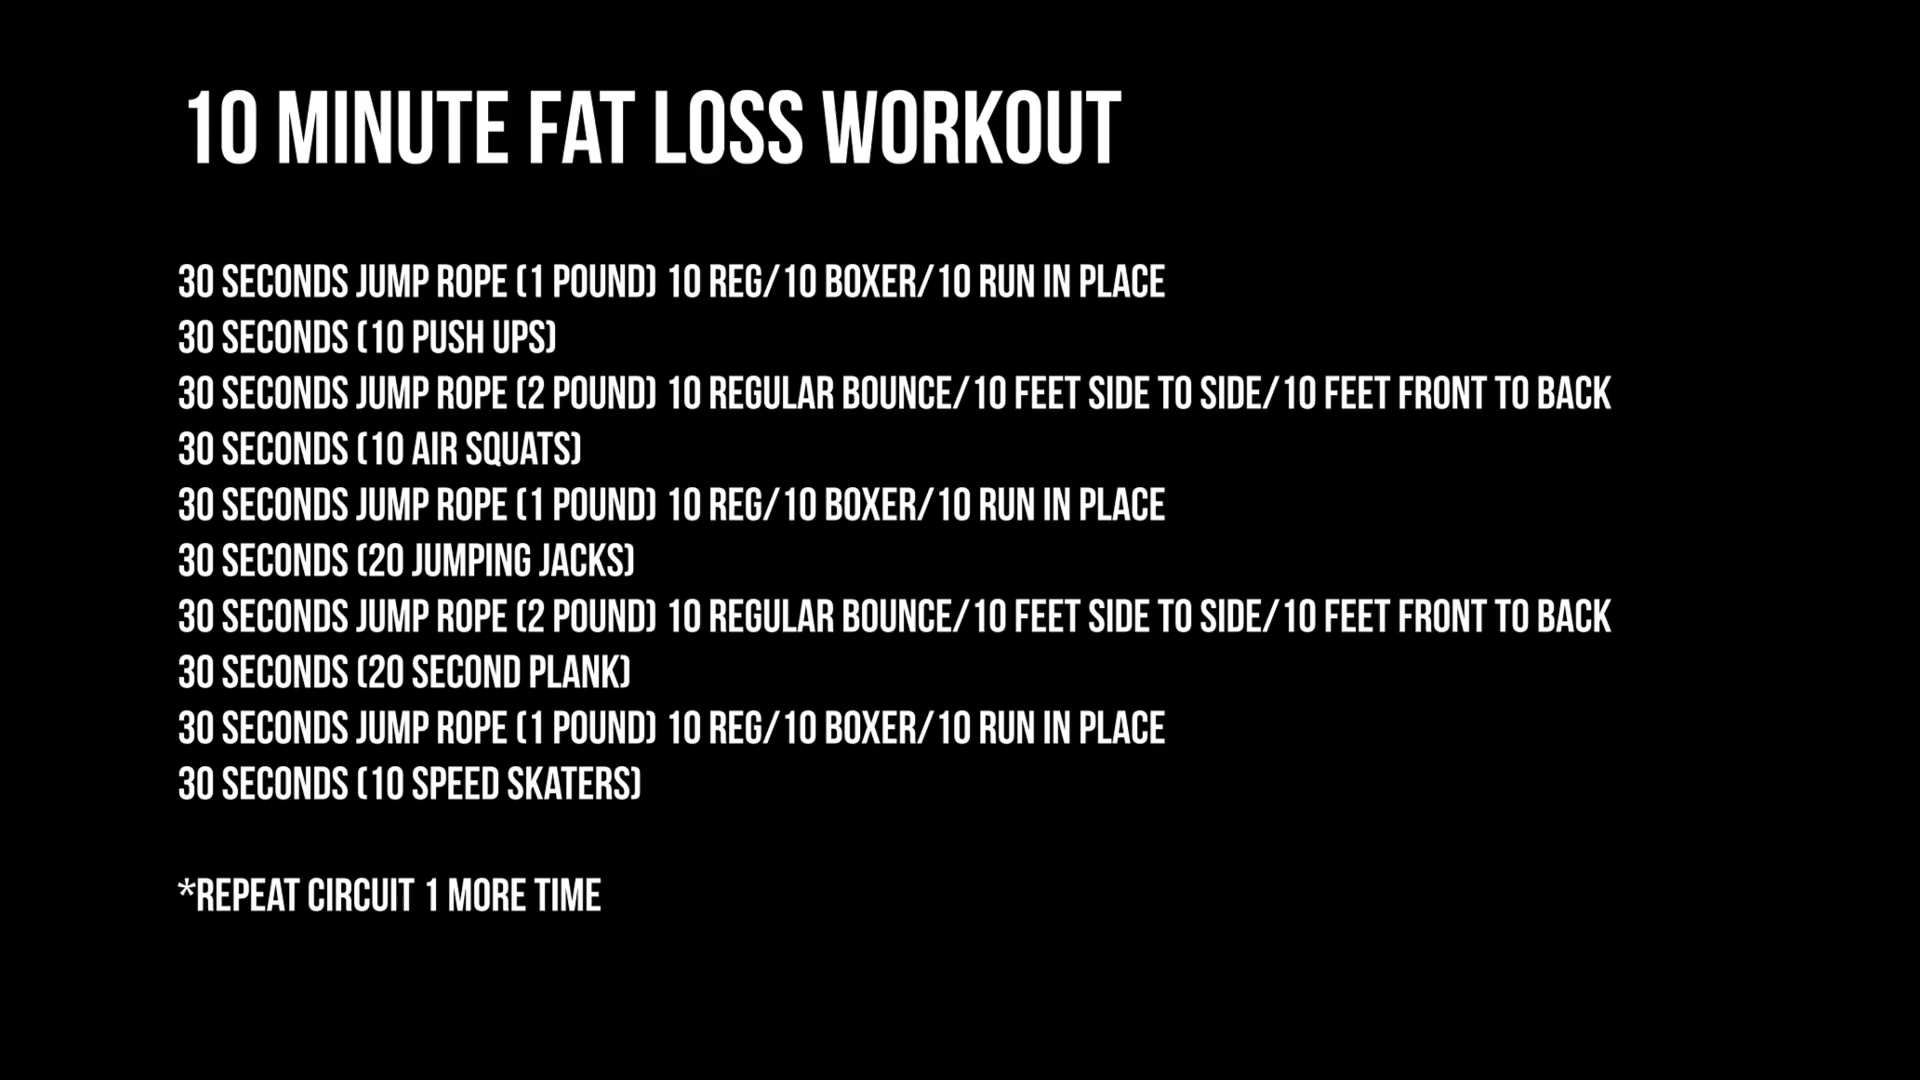 10 MINUTE FAT LOSS WORKOUT
30 SECONDS JUMP ROPE (1 POUND) 10 REG/10 BOXER/10 RUN IN PLACE
30 SECONDS (10 PUSH UPS)
30 SECONDS JUMP ROPE (2 POUND) 10 REGULAR BOUNCE/10 FEET SIDE TO SIDE/10 FEET FRONT TO BACK
30 SECONDS (10 AIR SQUATS)
30 SECONDS JUMP ROPE (1 POUND) 10 REG/10 BOXER/10 RUN IN PLACE
30 SECONDS (20 JUMPING JACKS)
30 SECONDS JUMP ROPE (2 POUND) 10 REGULAR BOUNCE/10 FEET SIDE TO SIDE/10 FEET FRONT TO BACK
30 SECONDS (20 SECOND PLANK)
30 SECONDS JUMP ROPE (1 POUND) 10 REG/10 BOXER/10 RUN IN PLACE
30 SECONDS (10 SPEED SKATERS)
*REPEAT CIRCUIT 1 MORE TIME